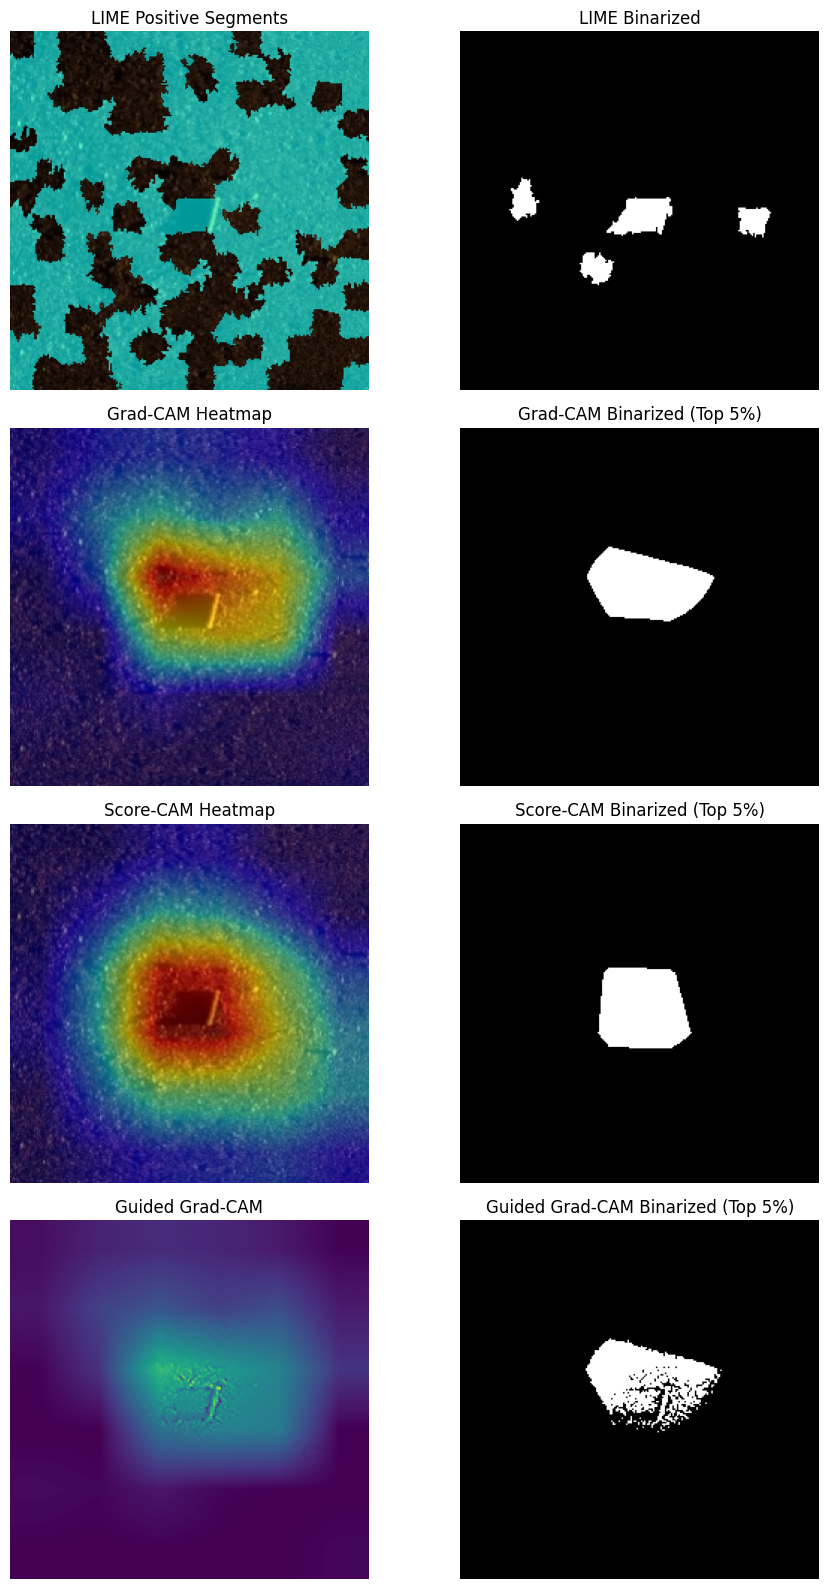 LIME Positive Segments
LIME Binarized
Grad-CAM Heatmap
Grad-CAM Binarized (Top 5%)
Score-CAM Heatmap
Score-CAM Binarized (Top 5%)
Guided Grad-CAM
Guided Grad-CAM Binarized (Top 5%)